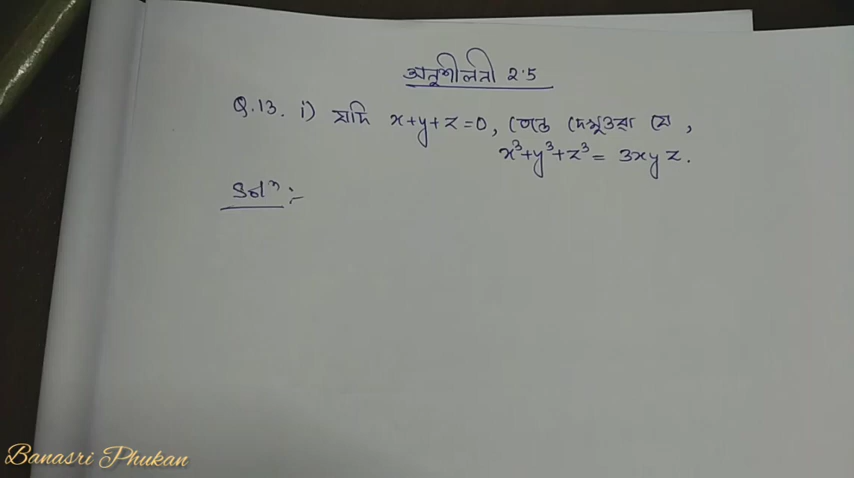 অনুশীলনী 2.5
Q.13. i) যদি x+y+z=0, তেন্তে দেখুওৱা যে,
x³+y³+z³ = 3xyz.
Solⁿ :-
Banasri Phukan